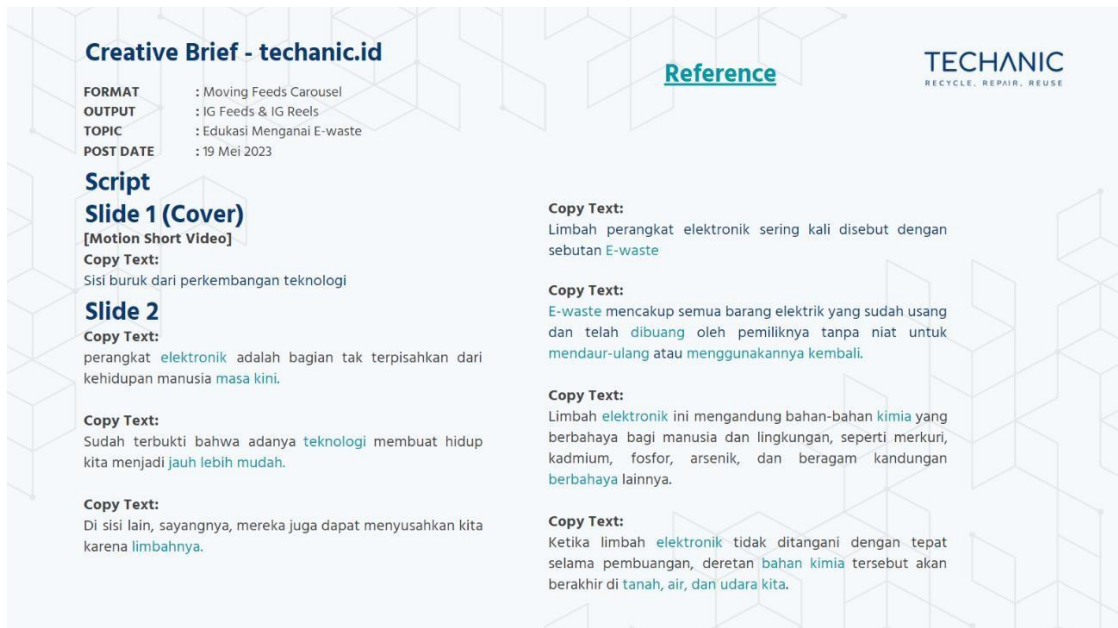 Creative Brief - techanic.id
FORMAT : Moving Feeds Carousel
OUTPUT : IG Feeds & IG Reels
TOPIC : Edukasi Menganai E-waste
POST DATE : 19 Mei 2023
Reference
TECHANIC
RECYCLE. REPAIR. REUSE
Script
Slide 1 (Cover)
[Motion Short Video]
Copy Text:
Sisi buruk dari perkembangan teknologi
Slide 2
Copy Text:
perangkat elektronik adalah bagian tak terpisahkan dari
kehidupan manusia masa kini.
Copy Text:
Sudah terbukti bahwa adanya teknologi membuat hidup
kita menjadi jauh lebih mudah.
Copy Text:
Di sisi lain, sayangnya, mereka juga dapat menyusahkan kita
karena limbahnya.
Copy Text:
Limbah perangkat elektronik sering kali disebut dengan
sebutan E-waste
Copy Text:
E-waste mencakup semua barang elektrik yang sudah usang
dan telah dibuang oleh pemiliknya tanpa niat untuk
mendaur-ulang atau menggunakannya kembali.
Copy Text:
Limbah elektronik ini mengandung bahan-bahan kimia yang
berbahaya bagi manusia dan lingkungan, seperti merkuri,
kadmium, fosfor, arsenik, dan beragam kandungan
berbahaya lainnya.
Copy Text:
Ketika limbah elektronik tidak ditangani dengan tepat
selama pembuangan, deretan bahan kimia tersebut akan
berakhir di tanah, air, dan udara kita.